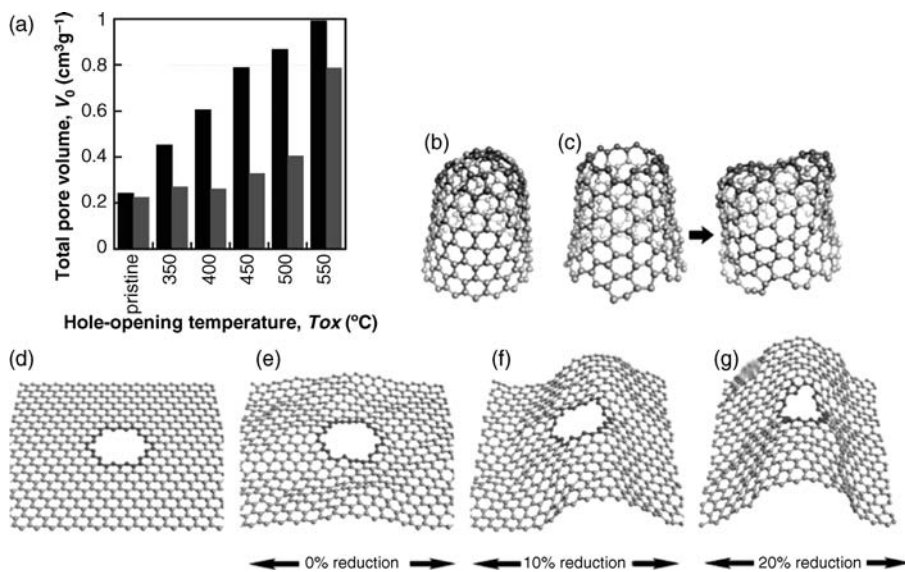 (a)
Total pore volume, V₀ (cm³g⁻¹)
1
0.8
0.6
0.4
0.2
0
pristine
350
400
450
500
550
Hole-opening temperature, Tox (°C)
(b)
(c)
(d)
(e)
(f)
(g)
0% reduction
10% reduction
20% reduction